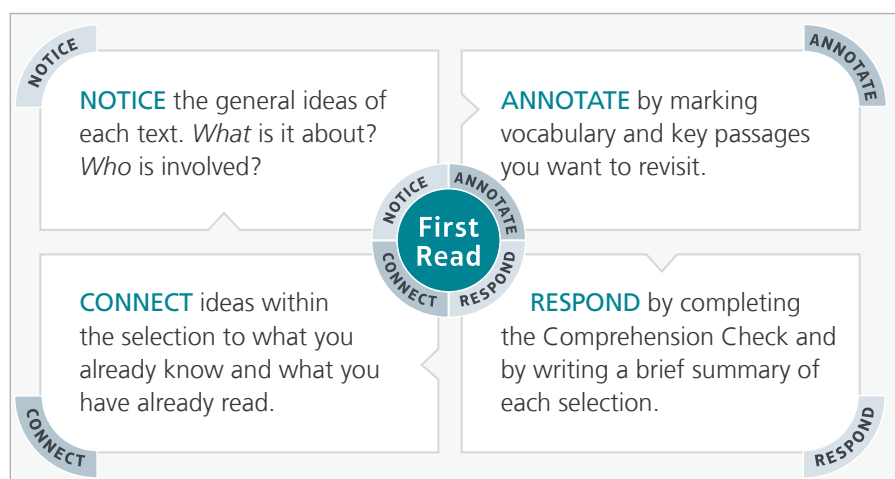 NOTICE
NOTICE the general ideas of
each text. What is it about?
Who is involved?
ANNOTATE
ANNOTATE by marking
vocabulary and key passages
you want to revisit.
NOTICE
ANNOTATE
First
Read
CONNECT
RESPOND
CONNECT ideas within
the selection to what you
already know and what you
have already read.
CONNECT
RESPOND by completing
the Comprehension Check and
by writing a brief summary of
each selection.
RESPOND